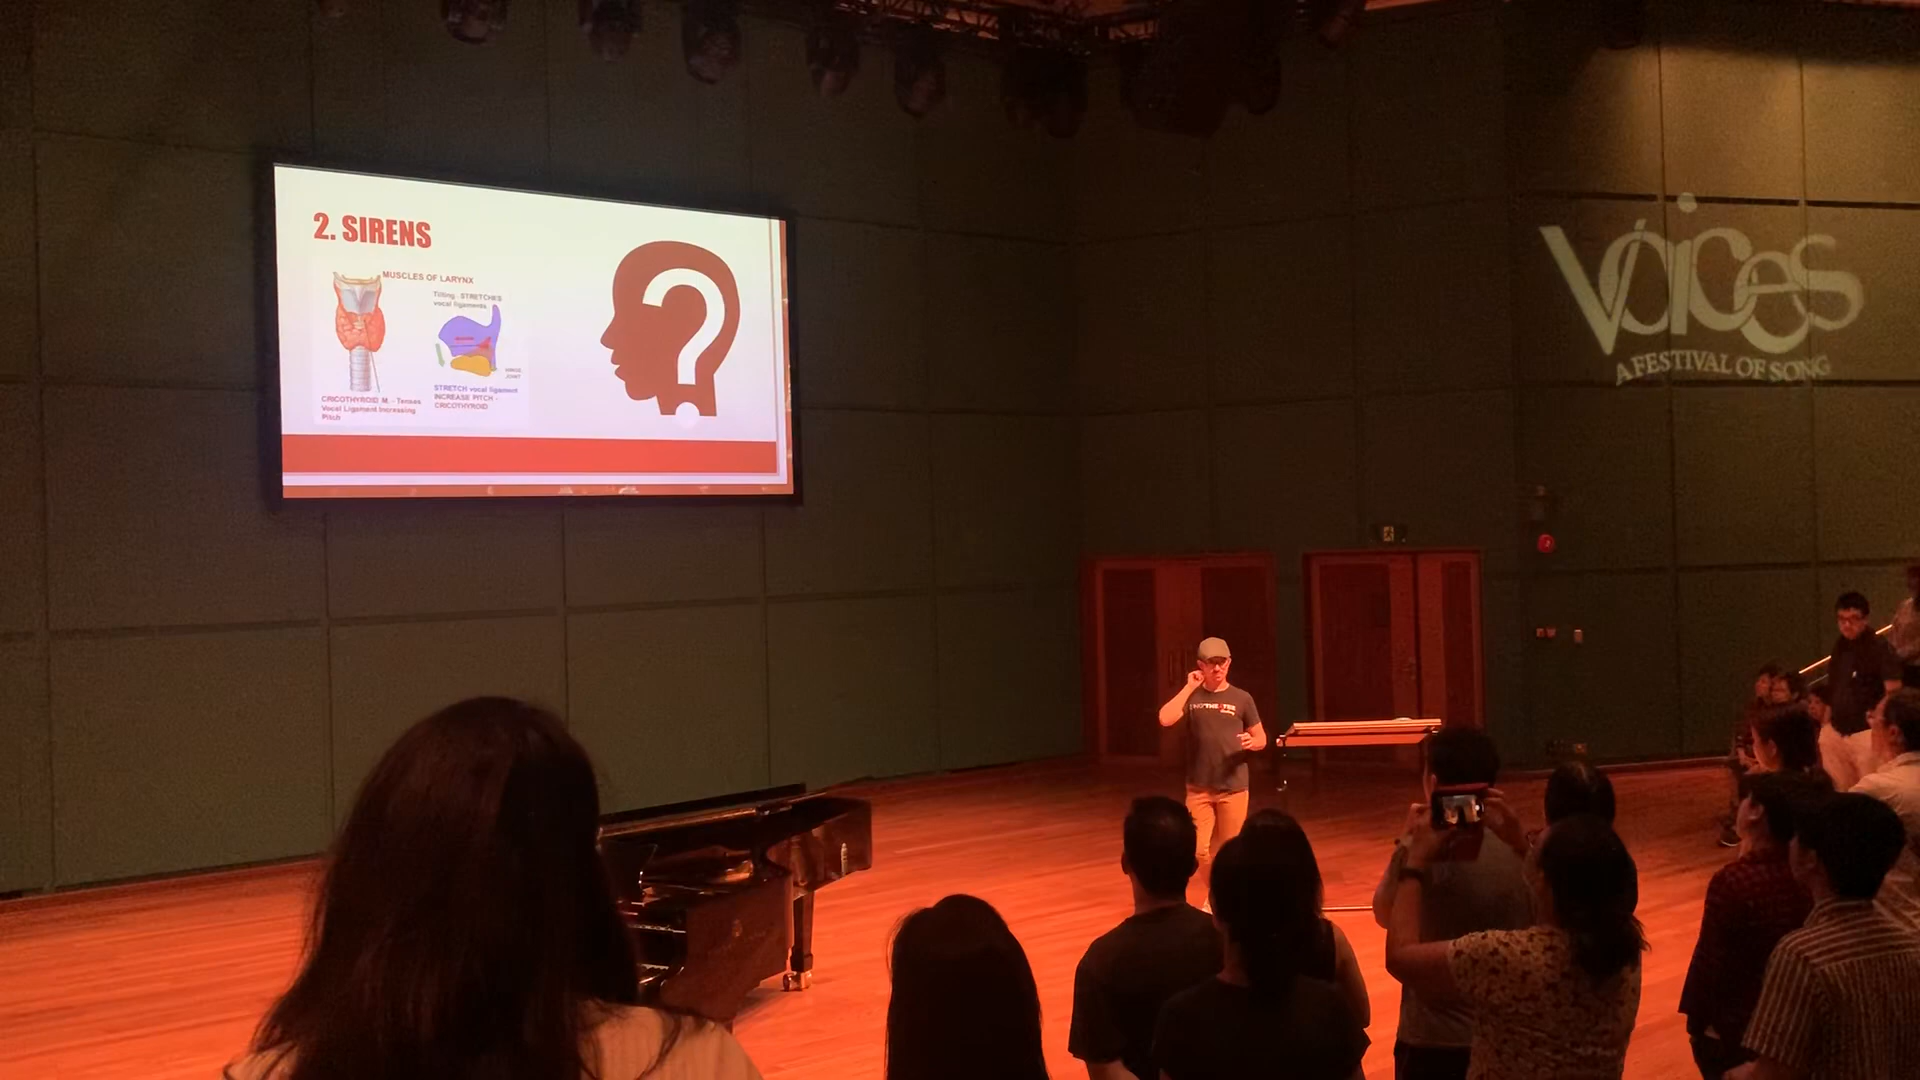 2. SIRENS
MUSCLES OF LARYNX
Tilting - STRETCHES
vocal ligaments
CRICOTHYROID M. - Tenses
Vocal Ligament Increasing
Pitch
STRETCH vocal ligament
INCREASE PITCH -
CRICOTHYROID
JOINT
voices
A FESTIVAL OF SONG